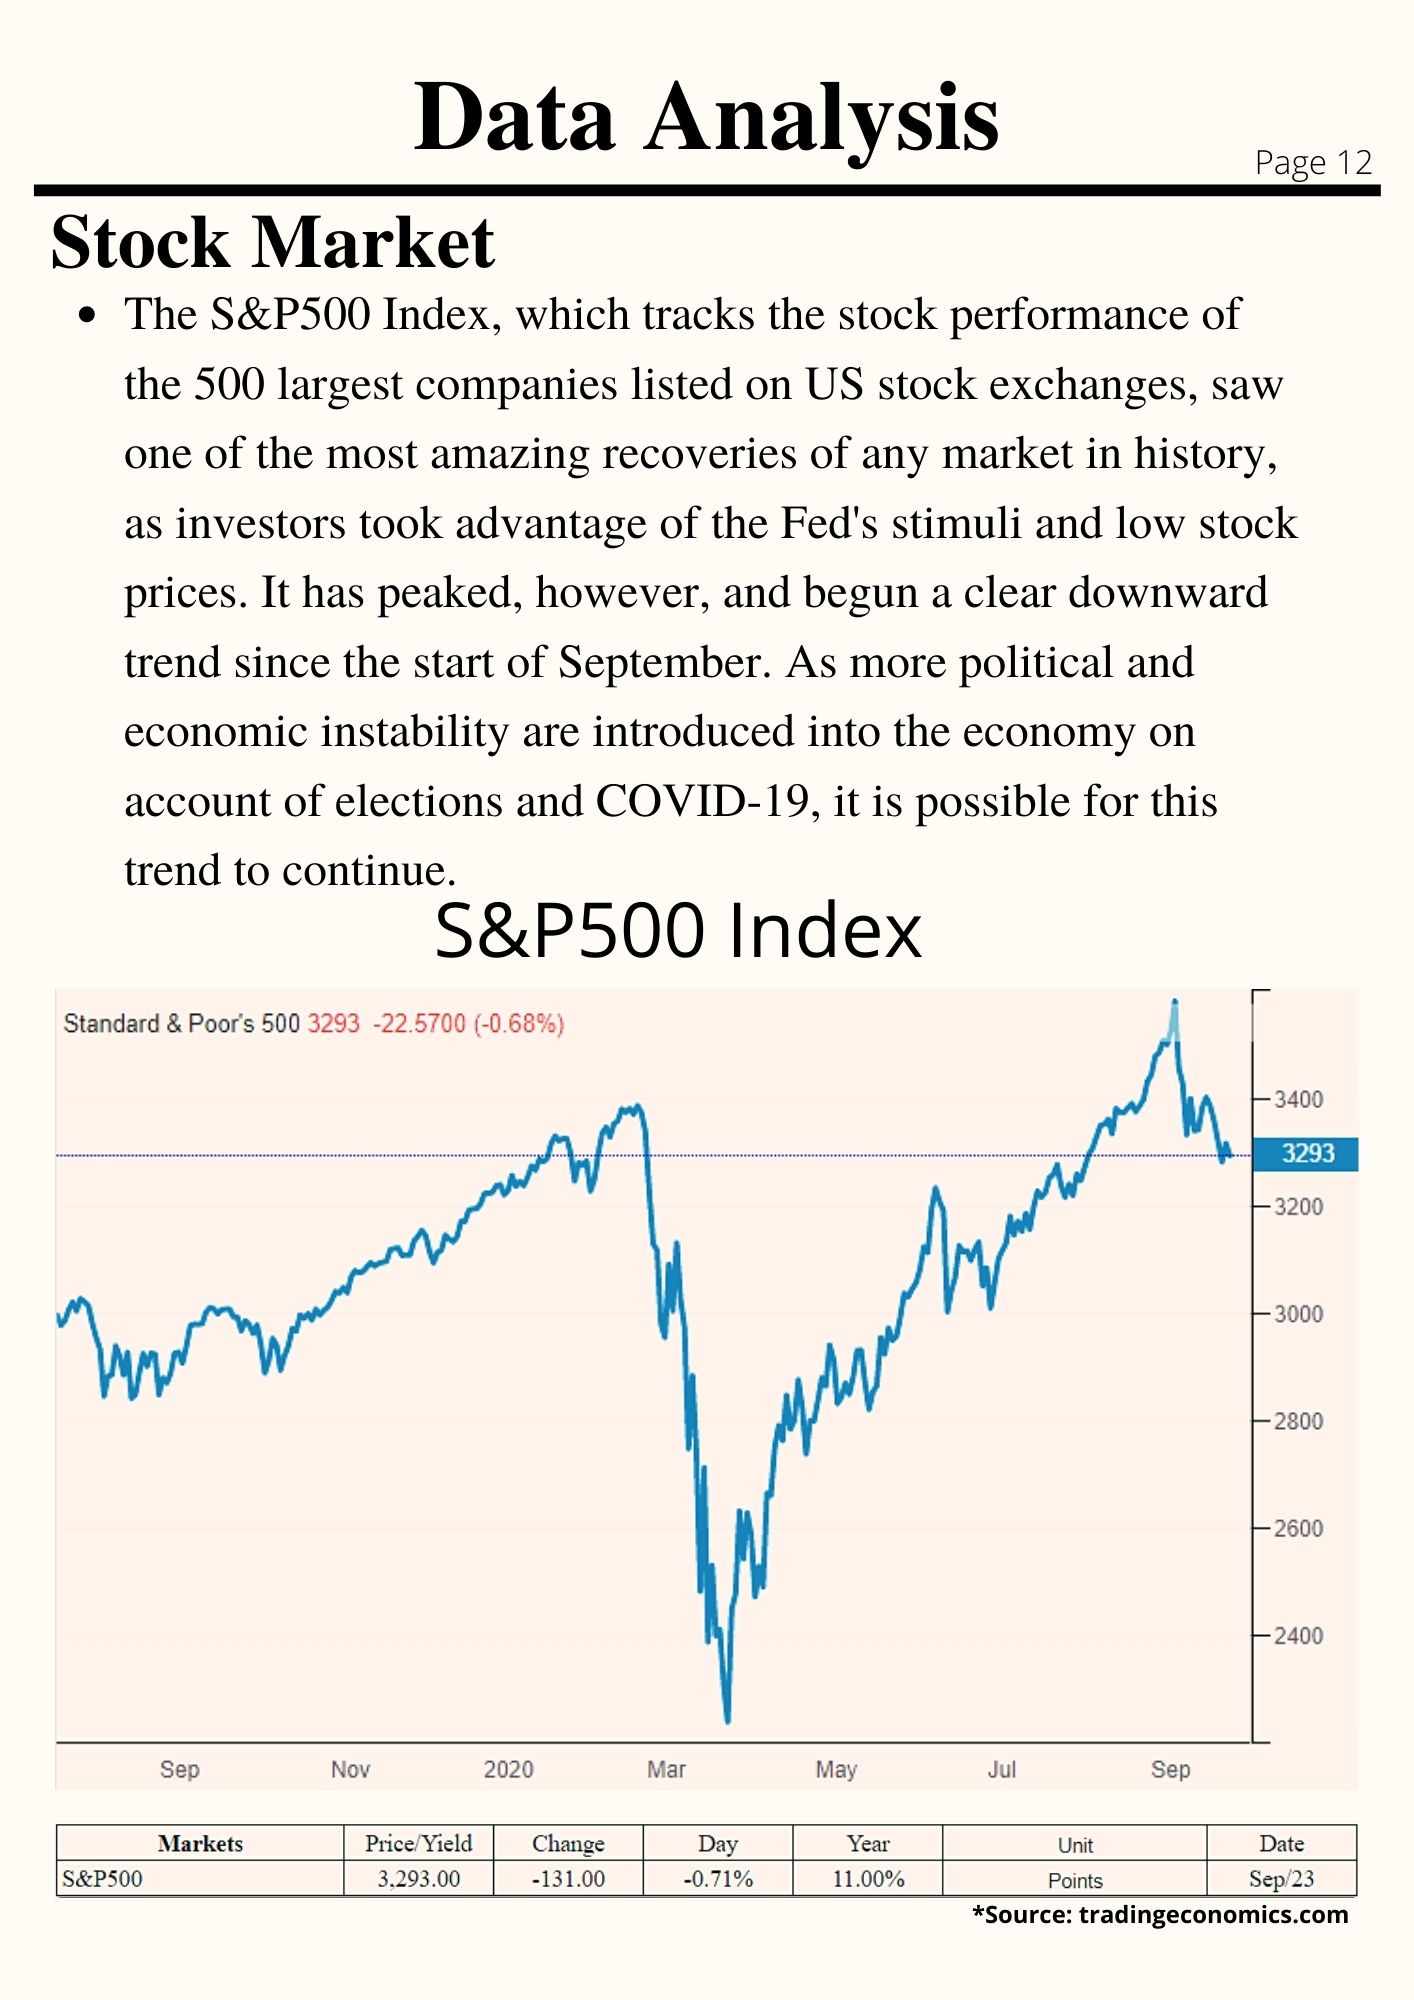 Data Analysis
Page 12
Stock Market
• The S&P500 Index, which tracks the stock performance of
the 500 largest companies listed on US stock exchanges, saw
one of the most amazing recoveries of any market in history,
as investors took advantage of the Fed's stimuli and low stock
prices. It has peaked, however, and begun a clear downward
trend since the start of September. As more political and
economic instability are introduced into the economy on
account of elections and COVID-19, it is possible for this
trend to continue.
S&P500 Index
Standard & Poor's 500 3293 -22.5700 (-0.68%)
3400
3293
3200
3000
2800
2600
2400
Sep Nov 2020 Mar May Jul Sep
Markets Price/Yield Change Day Year Unit Date
S&P500 3,293.00 -131.00 -0.71% 11.00% Points Sep/23
*Source: tradingeconomics.com